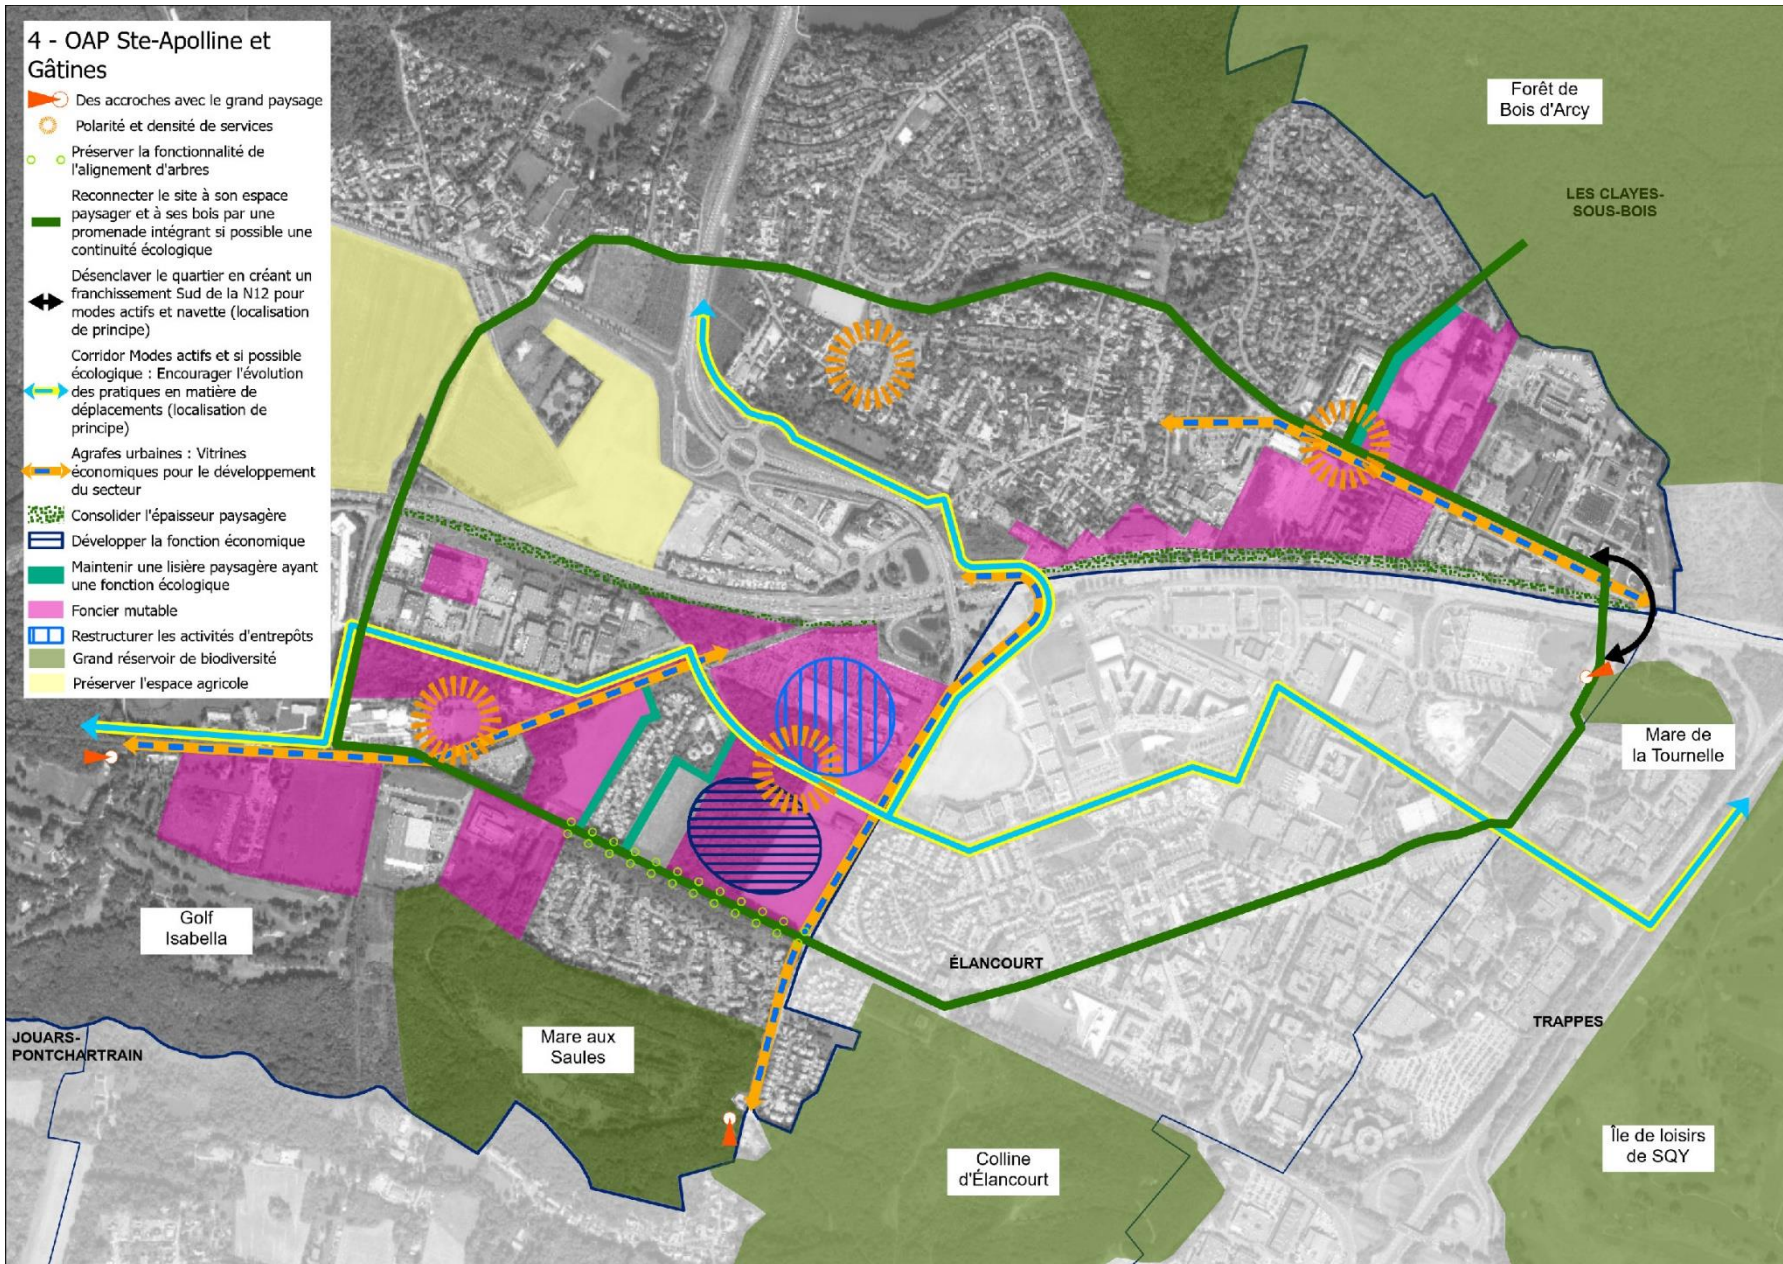 4 - OAP Ste-Apolline et
Gâtines
Des accroches avec le grand paysage
Polarité et densité de services
Préserver la fonctionnalité de
l'alignement d'arbres
Reconnecter le site à son espace
paysager et à ses bois par une
promenade intégrant si possible une
continuité écologique
Désenclaver le quartier en créant un
franchissement Sud de la N12 pour
modes actifs et navette (localisation
de principe)
Corridor Modes actifs et si possible
écologique : Encourager l'évolution
des pratiques en matière de
déplacements (localisation de
principe)
Agrafes urbaines : Vitrines
économiques pour le développement
du secteur
Consolider l'épaisseur paysagère
Développer la fonction économique
Maintenir une lisière paysagère ayant
une fonction écologique
Foncier mutable
Restructurer les activités d'entrepôts
Grand réservoir de biodiversité
Préserver l'espace agricole
Forêt de
Bois d'Arcy
LES CLAYES-
SOUS-BOIS
Mare de
la Tournelle
Golf
Isabella
ÉLANCOURT
JOUARS-
PONTCHARTRAIN
Mare aux
Saules
TRAPPES
Colline
d'Élancourt
Île de loisirs
de SQY